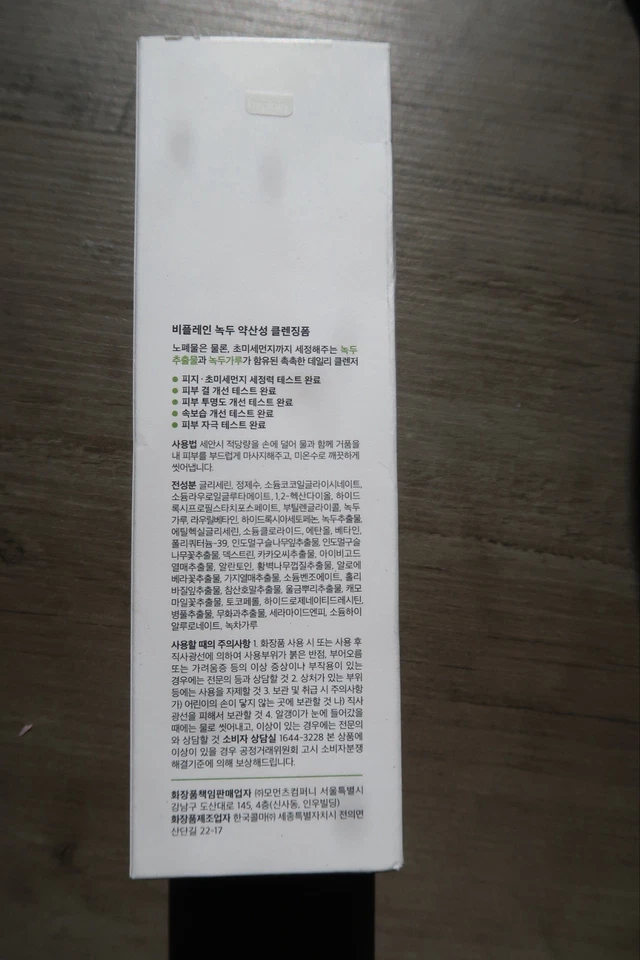 비플레인 녹두 약산성 클렌징폼
노폐물은 물론, 초미세먼지까지 세정해주는 녹두
추출물과 녹두가루가 함유된 촉촉한 데일리 클렌저
피지·초미세먼지 세정력 테스트 완료
피부 결 개선 테스트 완료
피부 투명도 개선 테스트 완료
속보습 개선 테스트 완료
피부 자극 테스트 완료
사용법 세안시 적당량을 손에 덜어 물과 함께 거품을
내 피부를 부드럽게 마사지해주고, 미온수로 깨끗하게
씻어냅니다.
전성분 글리세린, 정제수, 소듐코코일글라이시네이트,
소듐라우로일글루타메이트, 1,2-헥산다이올, 하이드
록시프로필스타치포스페이트, 부틸렌글라이콜, 녹두
가루, 라우릴베타인, 하이드록시아세토페논, 녹두추출물,
에틸헥실글리세린, 소듐클로라이드, 에탄올, 베타인,
폴리쿼터늄-39, 인도멀구슬나무잎추출물, 인도멀구슬
나무꽃추출물, 덱스트린, 카카오씨추출물, 아이비고드
열매추출물, 알란토인, 황벽나무껍질추출물, 알로에
베라꽃추출물, 가지열매추출물, 소듐벤조에이트, 홀리
바질잎추출물, 참산호말추출물, 울금뿌리추출물, 캐모
마일꽃추출물, 토코페롤, 하이드로제네이티드레시틴,
병풀추출물, 무화과추출물, 세라마이드엔피, 소듐하이
알루로네이트, 녹차가루
사용할 때의 주의사항 1. 화장품 사용 시 또는 사용 후
직사광선에 의하여 사용부위가 붉은 반점, 부어오름
또는 가려움증 등의 이상 증상이나 부작용이 있는
경우에는 전문의 등과 상담할 것 2. 상처가 있는 부위
등에는 사용을 자제할 것 3. 보관 및 취급 시 주의사항
가) 어린이의 손이 닿지 않는 곳에 보관할 것 나) 직사
광선을 피해서 보관할 것 4. 알갱이가 눈에 들어갔을
때에는 물로 씻어내고, 이상이 있는 경우에는 전문의
와 상담할 것 소비자 상담실 1644-3228 본 상품에
이상이 있을 경우 공정거래위원회 고시 소비자분쟁
해결기준에 의해 보상해드립니다.
화장품책임판매업자 ㈜모먼츠컴퍼니 서울특별시
강남구 도산대로 145, 4층(신사동, 인우빌딩)
화장품제조업자 한국콜마㈜ 세종특별자치시 전의면
산단길 22-17